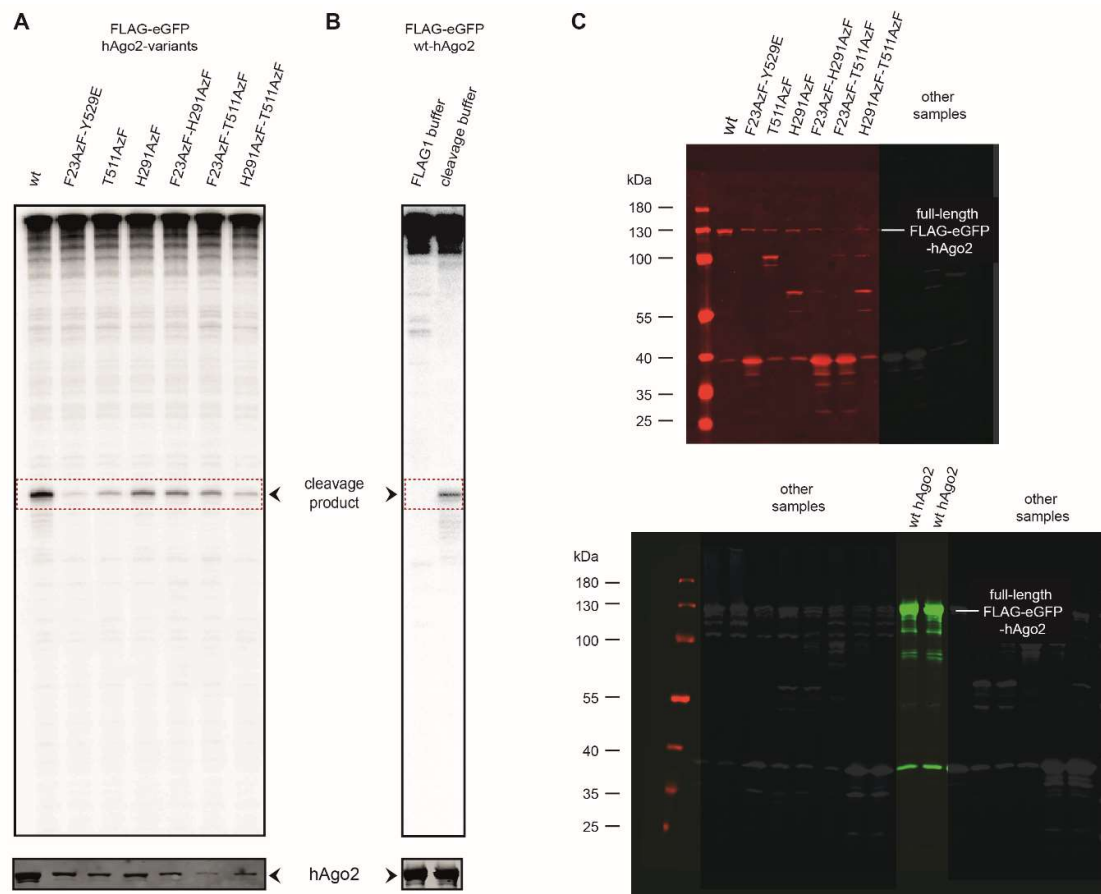 A
FLAG-eGFP
hAgo2-variants
wt
F23AzF-Y529E
T511AzF
H291AzF
F23AzF-H291AzF
F23AzF-T511AzF
H291AzF-T511AzF
cleavage
product
hAgo2
B
FLAG-eGFP
wt-hAgo2
FLAG1 buffer
cleavage buffer
C
wt
F23AzF-Y529E
T511AzF
H291AzF
F23AzF-H291AzF
F23AzF-T511AzF
H291AzF-T511AzF
other
samples
kDa
180
130
100
55
40
35
25
full-length
FLAG-eGFP
-hAgo2
other
samples
wt hAgo2
wt hAgo2
other
samples
kDa
180
130
100
55
40
35
25
full-length
FLAG-eGFP
-hAgo2